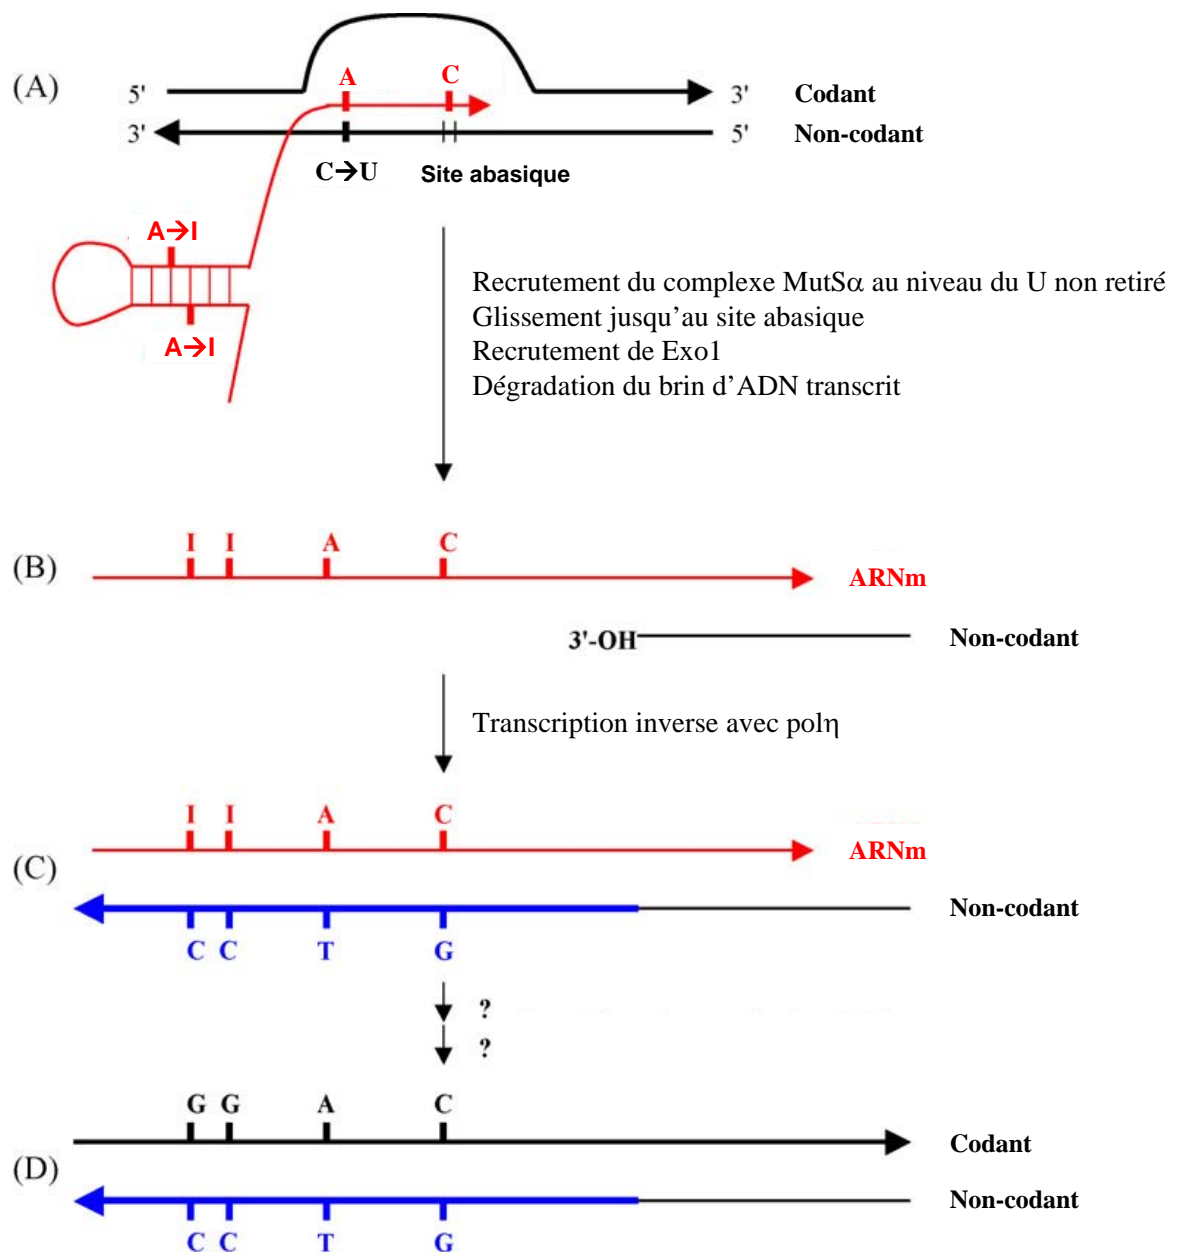 A C
(A) 5' 3' Codant
3' 5' Non-codant
C→U Site abasique
A→I
Recrutement du complexe MutSα au niveau du U non retiré
Glissement jusqu'au site abasique
A→I Recrutement de Exo1
Dégradation du brin d'ADN transcrit
I I A C
(B) ARNm
3'-OH Non-codant
Transcription inverse avec polη
I I A C
(C) ARNm
Non-codant
C C T G
?
?
G G A C
Codant
(D)
Non-codant
C C T G